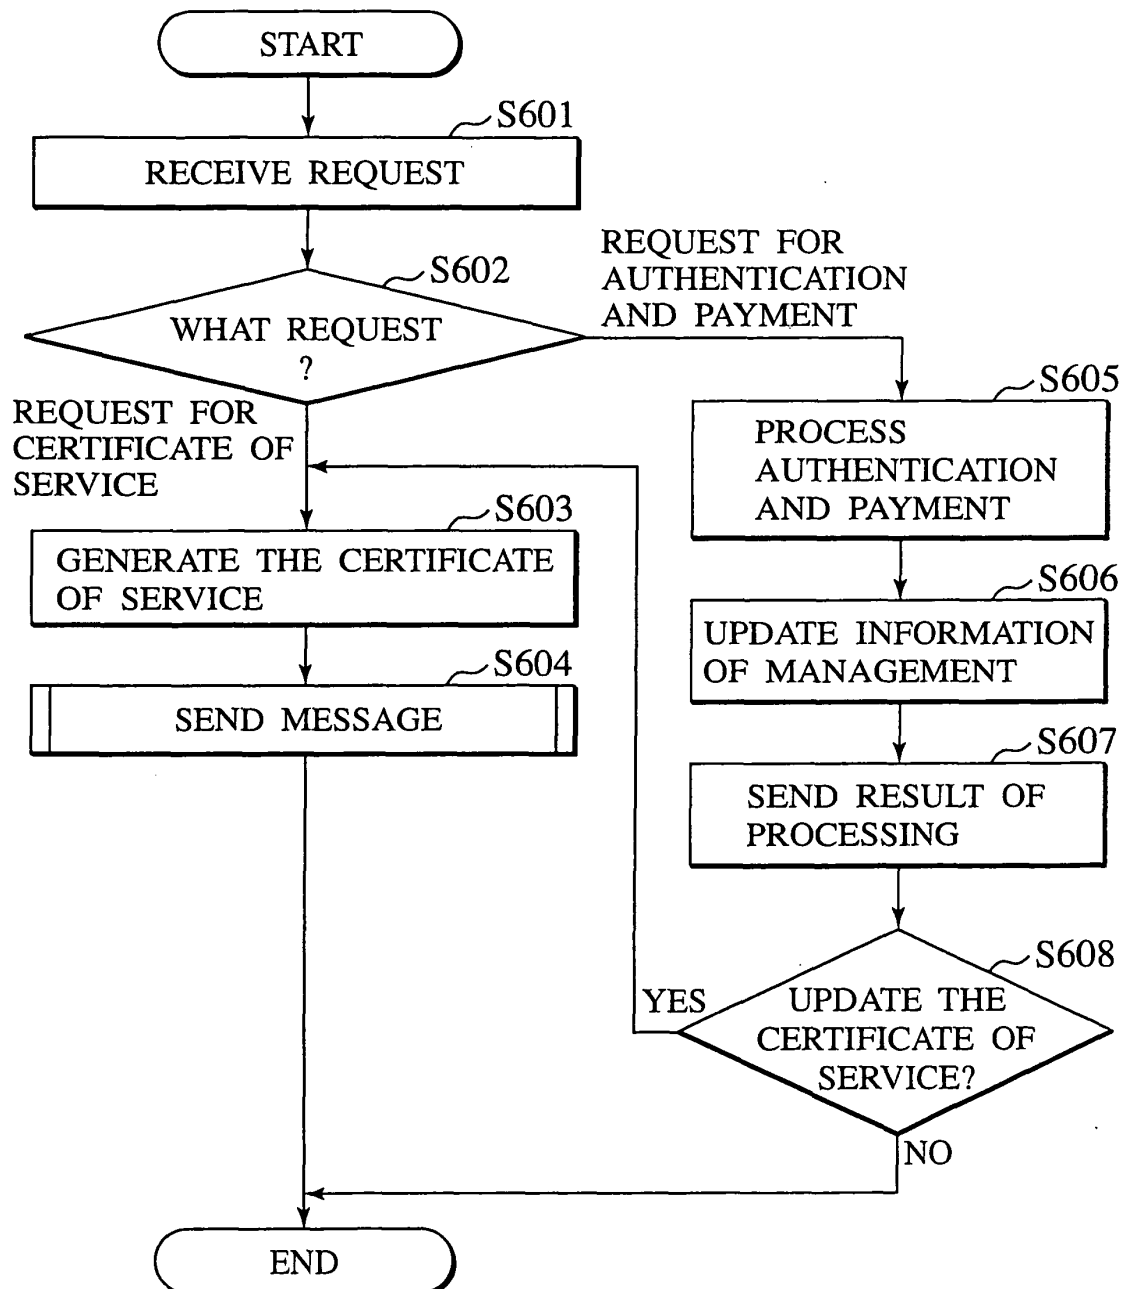 START
S601
RECEIVE REQUEST
S602
WHAT REQUEST
?
REQUEST FOR
AUTHENTICATION
AND PAYMENT
REQUEST FOR
CERTIFICATE OF
SERVICE
S603
GENERATE THE CERTIFICATE
OF SERVICE
S604
SEND MESSAGE
S605
PROCESS
AUTHENTICATION
AND PAYMENT
S606
UPDATE INFORMATION
OF MANAGEMENT
S607
SEND RESULT OF
PROCESSING
S608
UPDATE THE
CERTIFICATE OF
SERVICE?
YES
NO
END